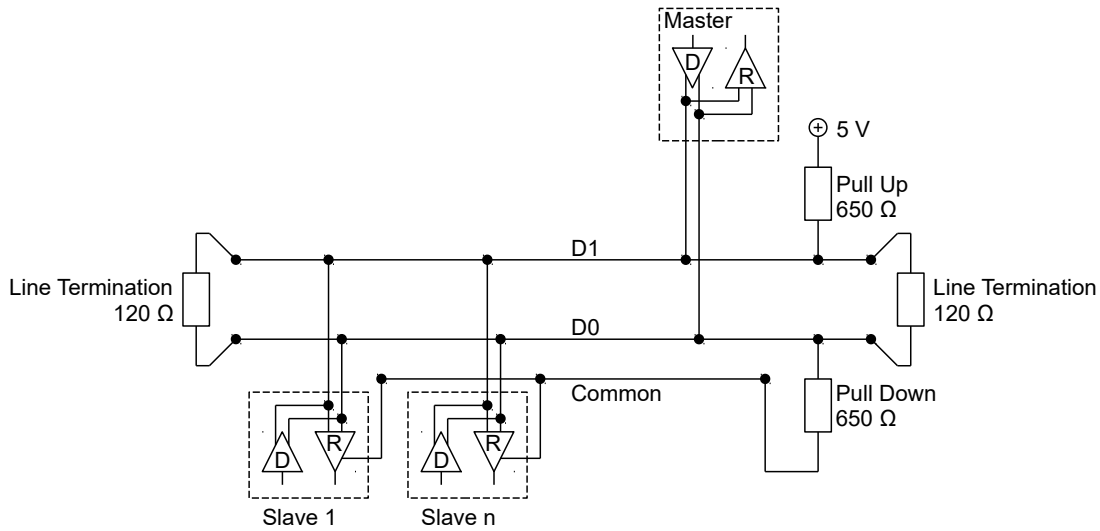 Master
D
R
5 V
Pull Up
650 Ω
D1
Line Termination
120 Ω
Line Termination
120 Ω
D0
Common
Pull Down
650 Ω
D
R
D
R
Slave 1
Slave n